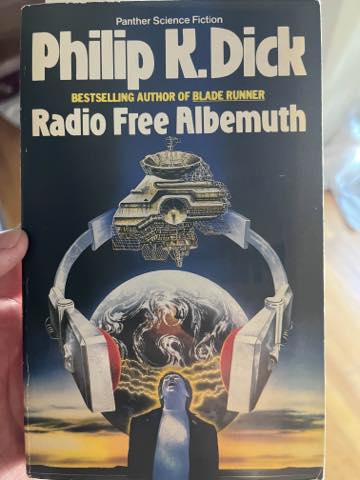 Panther Science Fiction
Philip K. Dick
BESTSELLING AUTHOR OF BLADE RUNNER
Radio Free Albemuth